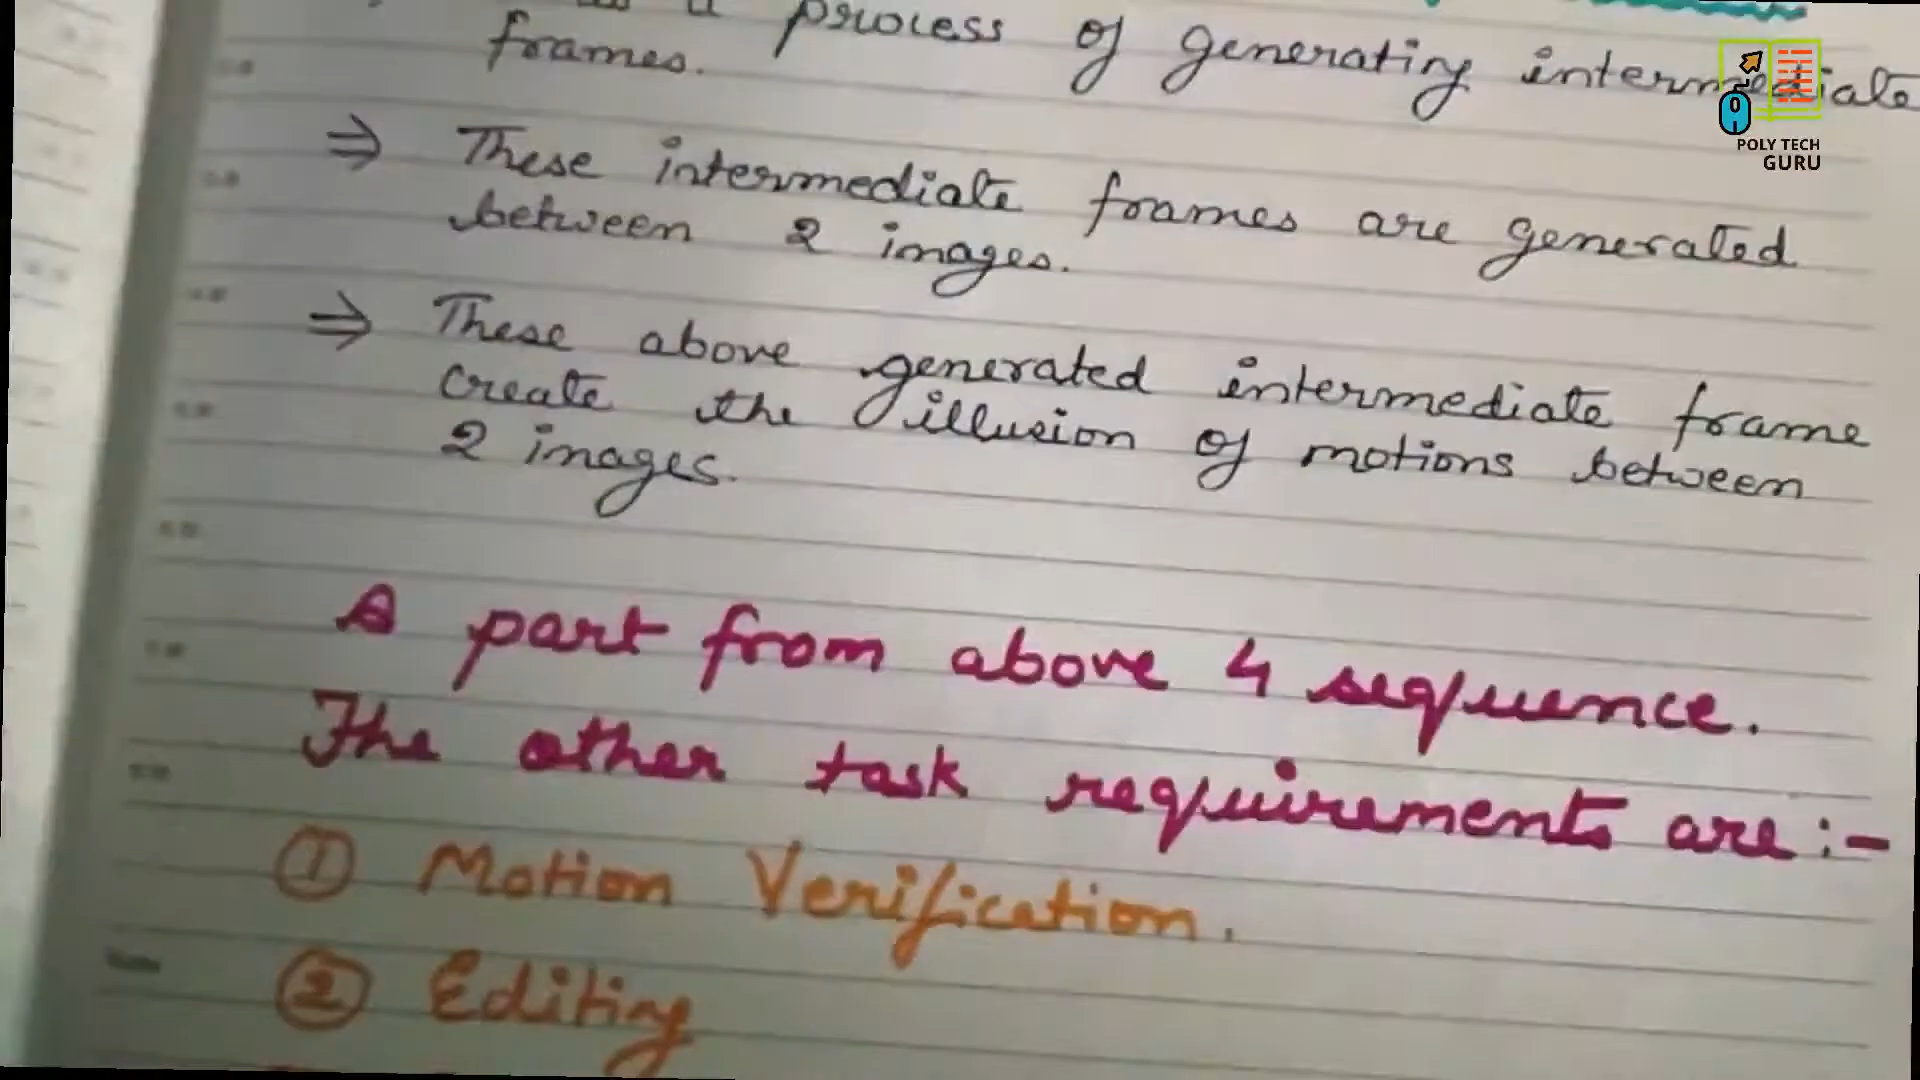 a process of generating intermediate
frames.
⇒ These intermediate frames are generated
between 2 images.
⇒ These above generated intermediate frame
create the illusion of motions between
2 images.
A part from above 4 sequence.
The other task requirements are :-
① Motion Verification.
② Editing
POLY TECH
GURU